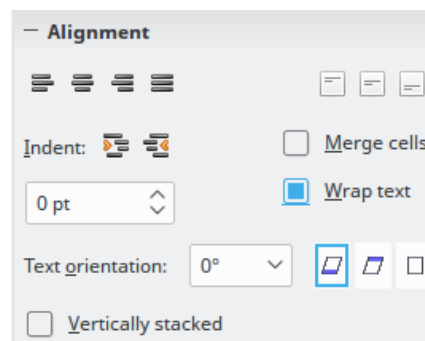 Alignment
Indent:
Merge cells
0 pt
Wrap text
Text orientation:
0°
Vertically stacked